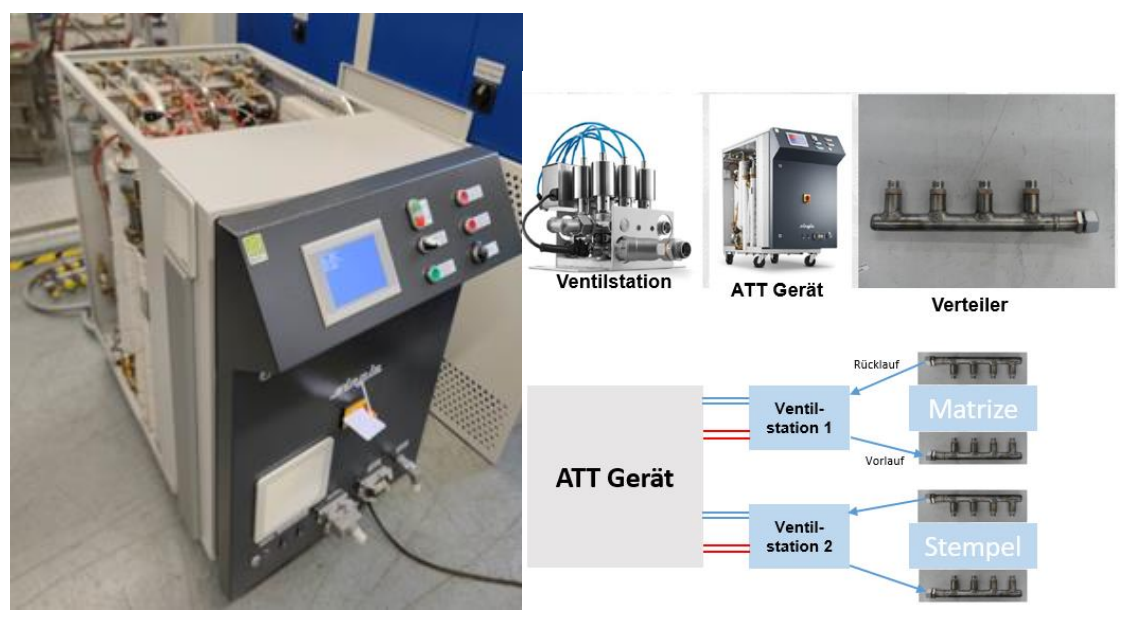 Ventilstation
ATT Gerät
Verteiler
Rücklauf
Matrize
Ventil-
station 1
Vorlauf
ATT Gerät
Ventil-
station 2
Stempel